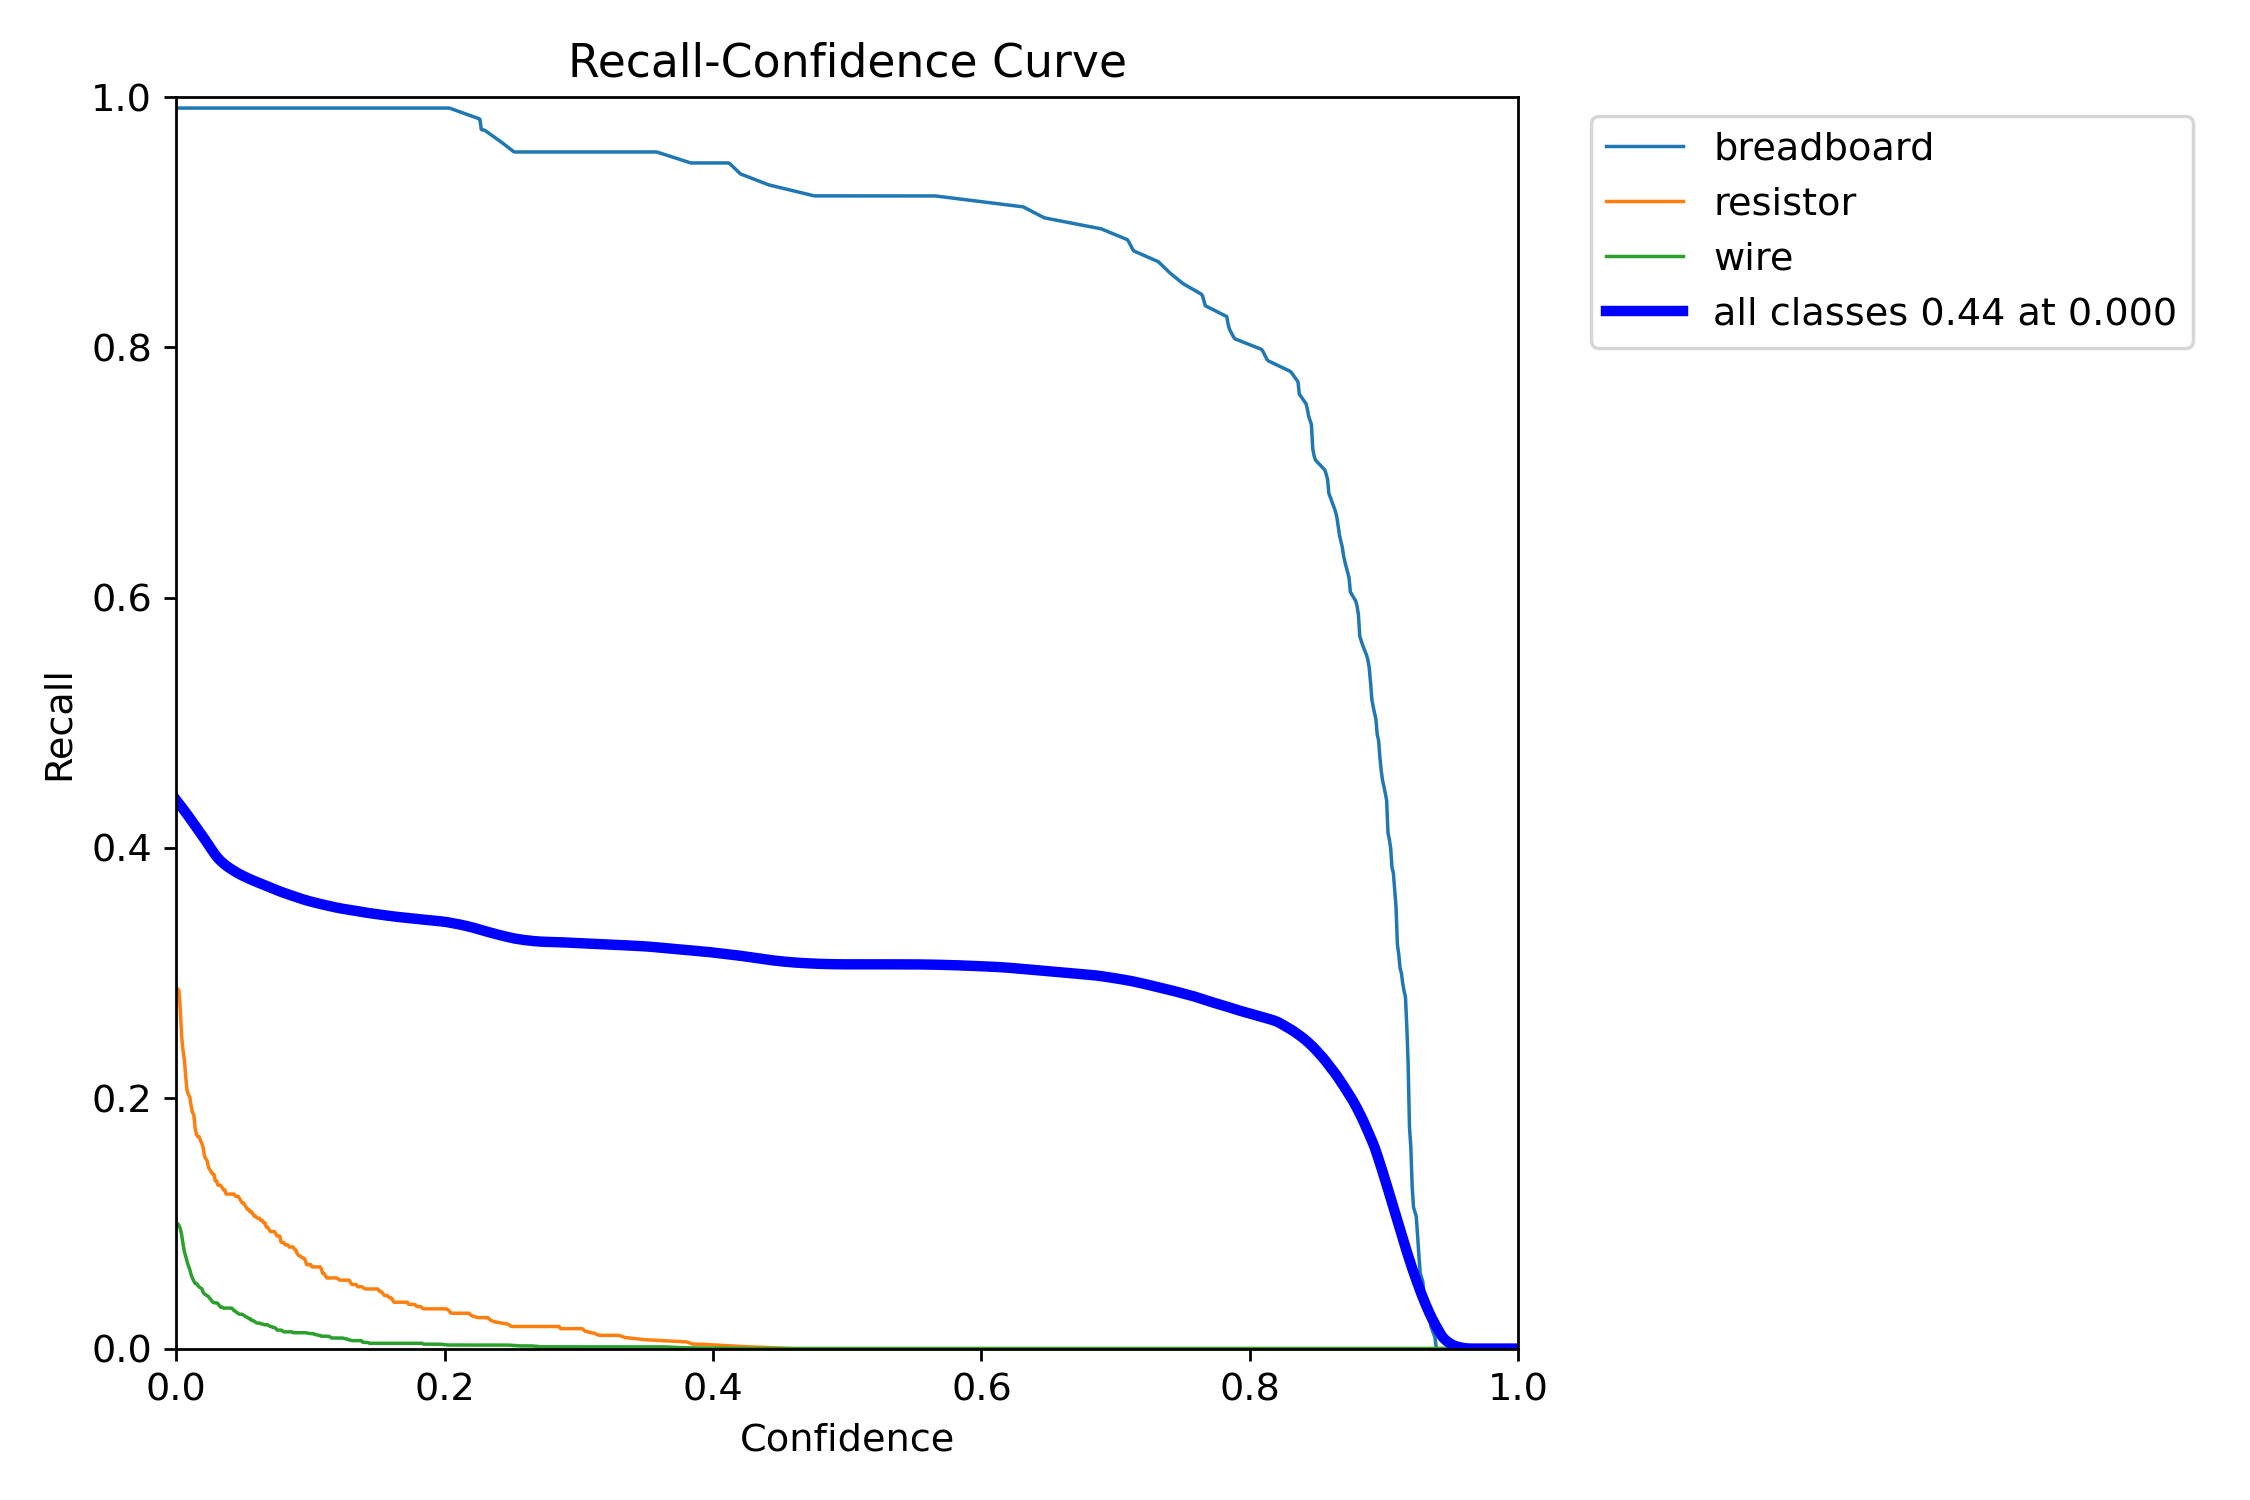 Recall-Confidence Curve
1.0
0.8
0.6
0.4
0.2
0.0
Recall
0.0 0.2 0.4 0.6 0.8 1.0
Confidence
breadboard
resistor
wire
all classes 0.44 at 0.000